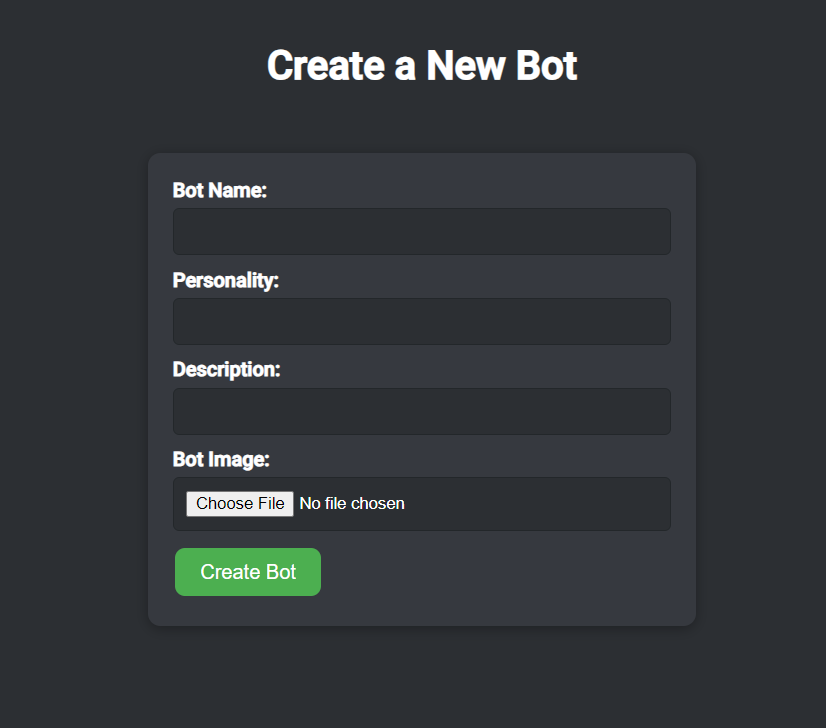 Create a New Bot
Bot Name:
Personality:
Description:
Bot Image:
Choose File No file chosen
Create Bot